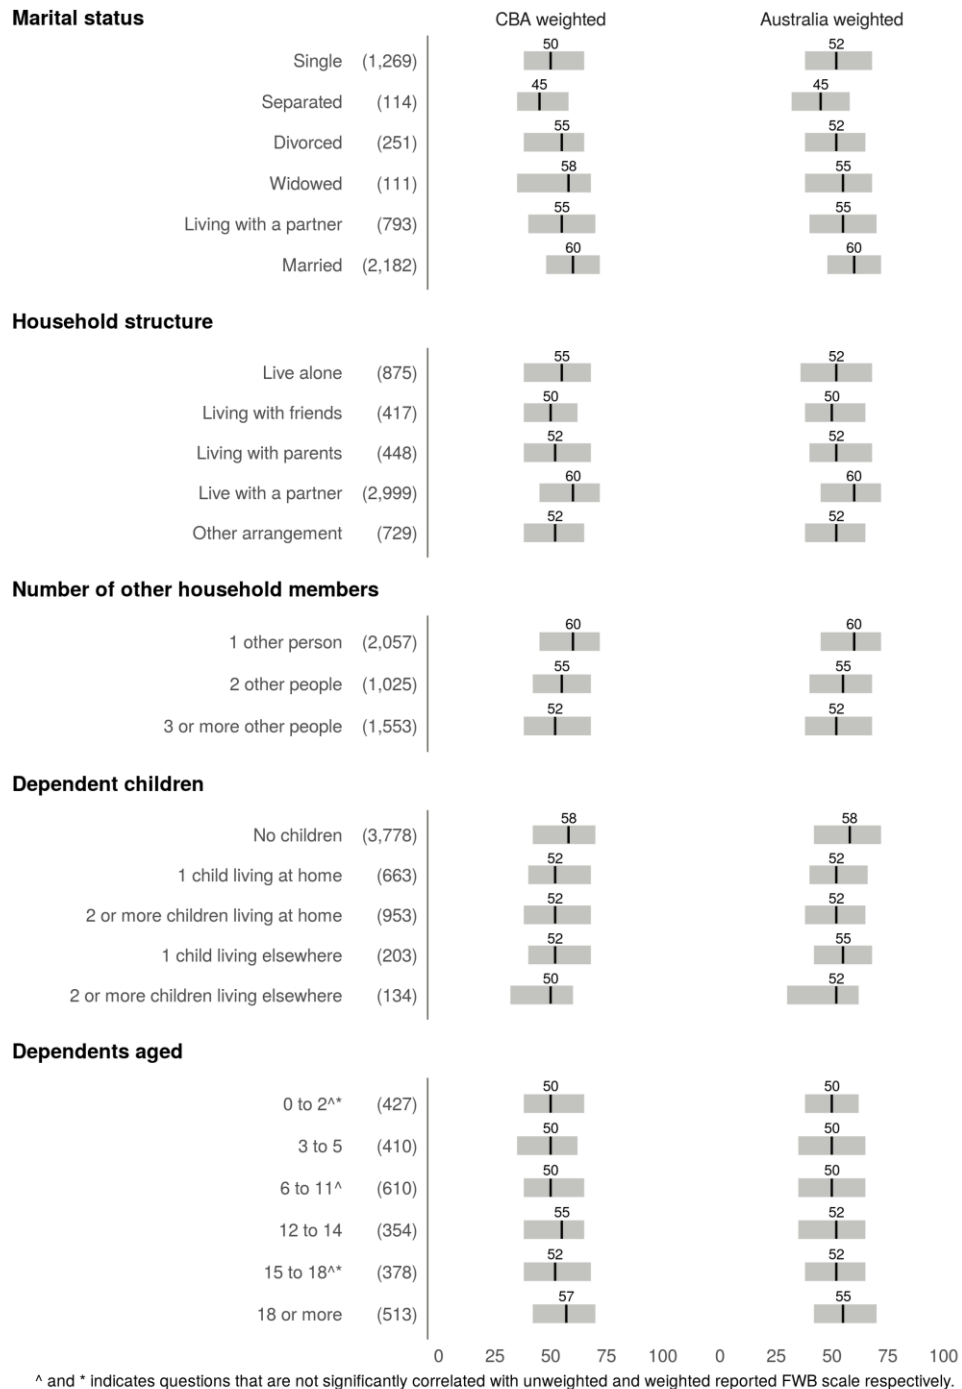 Marital status CBA weighted Australia weighted
Single (1,269) 50 52
Separated (114) 45 45
Divorced (251) 55 52
Widowed (111) 58 55
Living with a partner (793) 55 55
Married (2,182) 60 60
Household structure
Live alone (875) 55 52
Living with friends (417) 50 50
Living with parents (448) 52 52
Live with a partner (2,999) 60 60
Other arrangement (729) 52 52
Number of other household members
1 other person (2,057) 60 60
2 other people (1,025) 55 55
3 or more other people (1,553) 52 52
Dependent children
No children (3,778) 58 58
1 child living at home (663) 52 52
2 or more children living at home (953) 52 52
1 child living elsewhere (203) 52 55
2 or more children living elsewhere (134) 50 52
Dependents aged
0 to 2^* (427) 50 50
3 to 5 (410) 50 50
6 to 11^ (610) 50 50
12 to 14 (354) 55 52
15 to 18^* (378) 52 52
18 or more (513) 57 55
0 25 50 75 100 0 25 50 75 100
^ and * indicates questions that are not significantly correlated with unweighted and weighted reported FWB scale respectively.